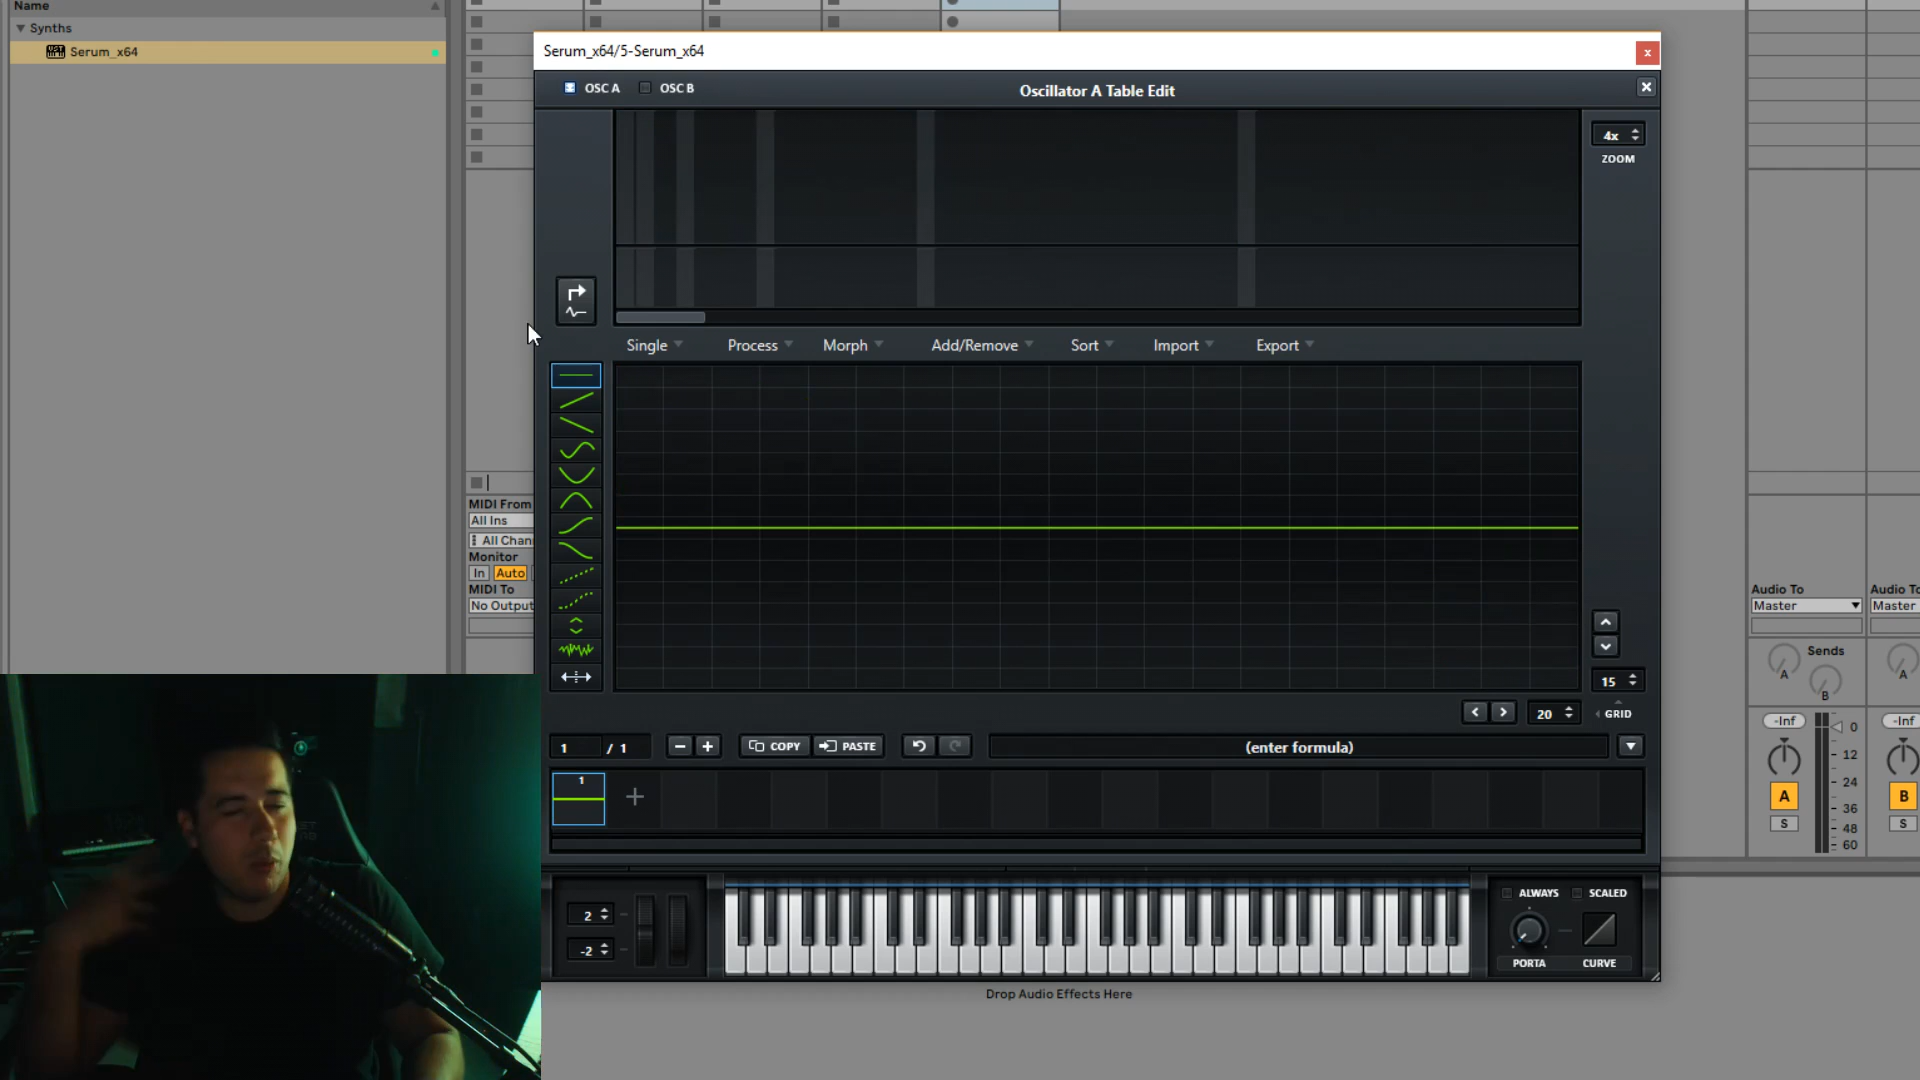 Name
Synths
Serum_x64
Serum_x64/5-Serum_x64
x
OSC A OSC B
Oscillator A Table Edit
4x
ZOOM
Single Process Morph Add/Remove Sort Import Export
MIDI From
All Ins
All Chan
Monitor
In Auto
MIDI To
No Output
15
20 GRID
1 / 1 COPY PASTE (enter formula)
1
2
-2
ALWAYS SCALED
PORTA CURVE
Drop Audio Effects Here
Audio To Audio To
Master Master
Sends
A A
B
-Inf -Inf
0
12
24
36
48
60
A B
S S